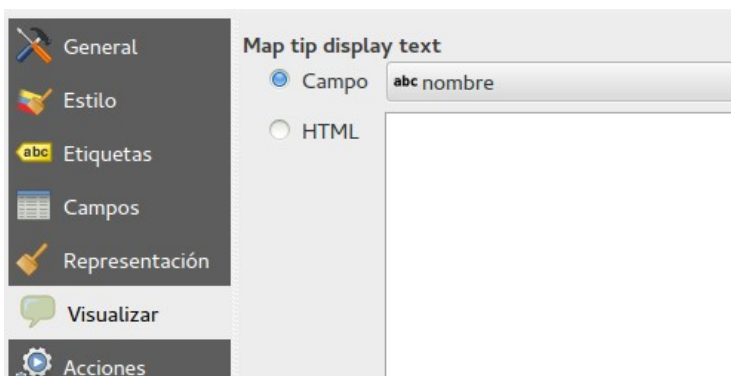 General
Estilo
abc Etiquetas
Campos
Representación
Visualizar
Acciones
Map tip display text
Campo abc nombre
HTML